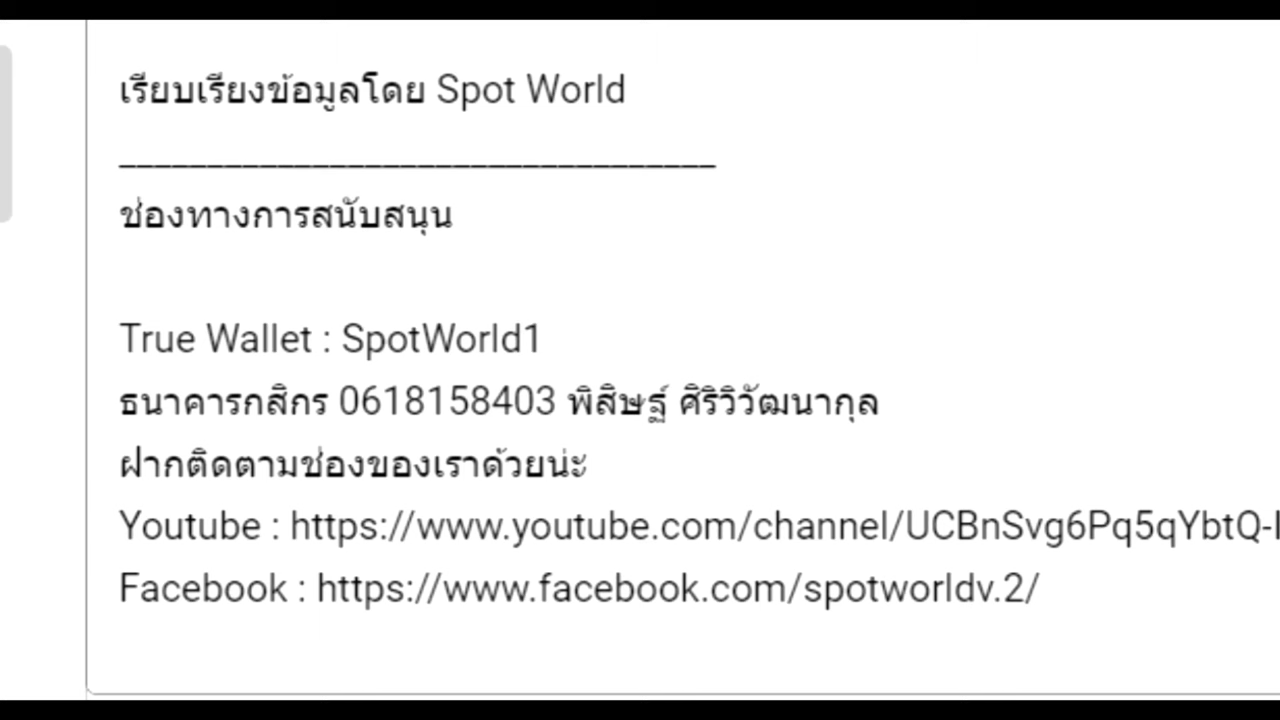 เรียบเรียงข้อมูลโดย Spot World
__________________________________
ช่องทางการสนับสนุน
True Wallet : SpotWorld1
ธนาคารกสิกร 0618158403 พิสิษฐ์ ศิริวิวัฒนากุล
ฝากติดตามช่องของเราด้วยน่ะ
Youtube : https://www.youtube.com/channel/UCBnSvg6Pq5qYbtQ-
Facebook : https://www.facebook.com/spotworldv.2/